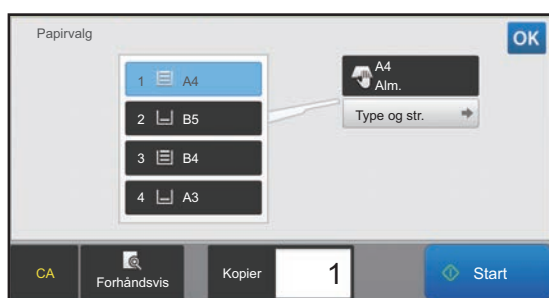 Papirvalg
OK
1 A4
2 B5
3 B4
4 A3
A4
Alm.
Type og str.
CA
Forhåndsvis
Kopier
1
Start